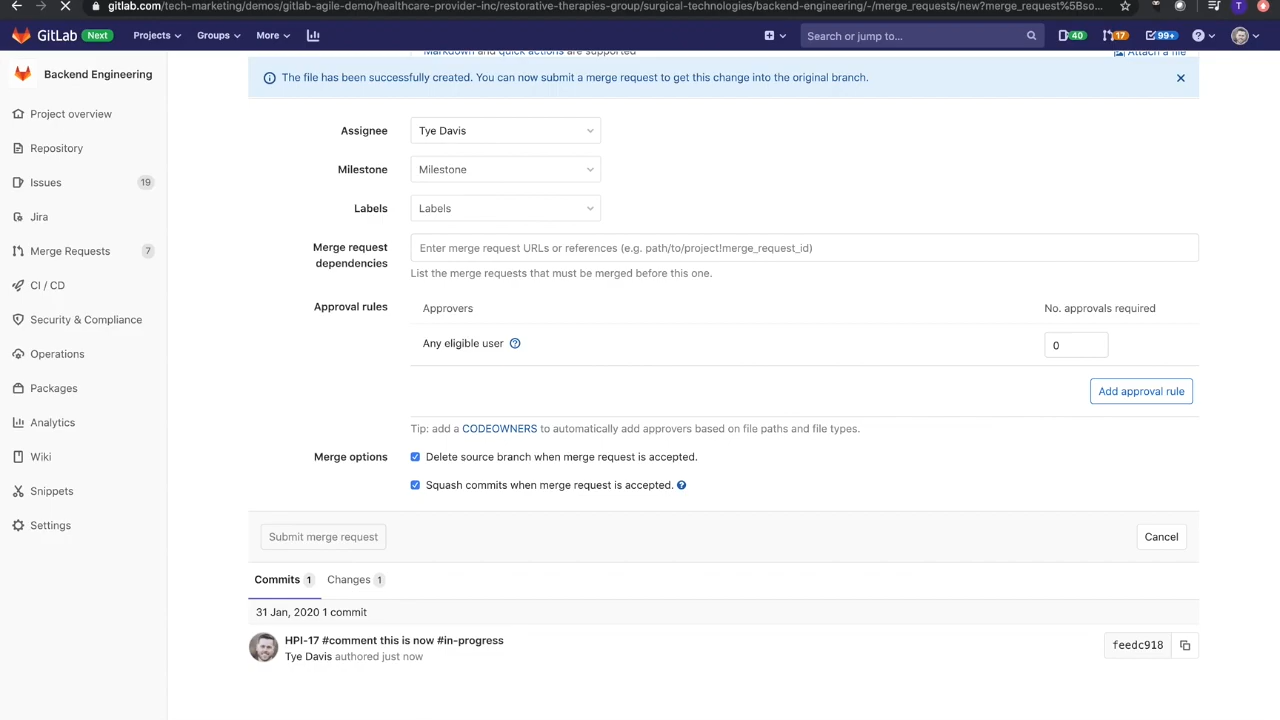 gitlab.com/tech-marketing/demos/gitlab-agile-demo/healthcare-provider-inc/restorative-therapies-group/surgical-technologies/backend-engineering/-/merge_requests/new?merge_request%5Bso...
T
GitLab Next Projects Groups More Search or jump to... 40 17 99+
Backend Engineering
Project overview
Repository
Issues 19
Jira
Merge Requests 7
CI / CD
Security & Compliance
Operations
Packages
Analytics
Wiki
Snippets
Settings
Markdown and quick actions are supported Attach a file
The file has been successfully created. You can now submit a merge request to get this change into the original branch.
Assignee Tye Davis
Milestone Milestone
Labels Labels
Merge request dependencies Enter merge request URLs or references (e.g. path/to/project!merge_request_id)
List the merge requests that must be merged before this one.
Approval rules Approvers No. approvals required
Any eligible user 0
Add approval rule
Tip: add a CODEOWNERS to automatically add approvers based on file paths and file types.
Merge options Delete source branch when merge request is accepted.
Squash commits when merge request is accepted.
Submit merge request Cancel
Commits 1 Changes 1
31 Jan, 2020 1 commit
HPI-17 #comment this is now #in-progress
Tye Davis authored just now
feedc918